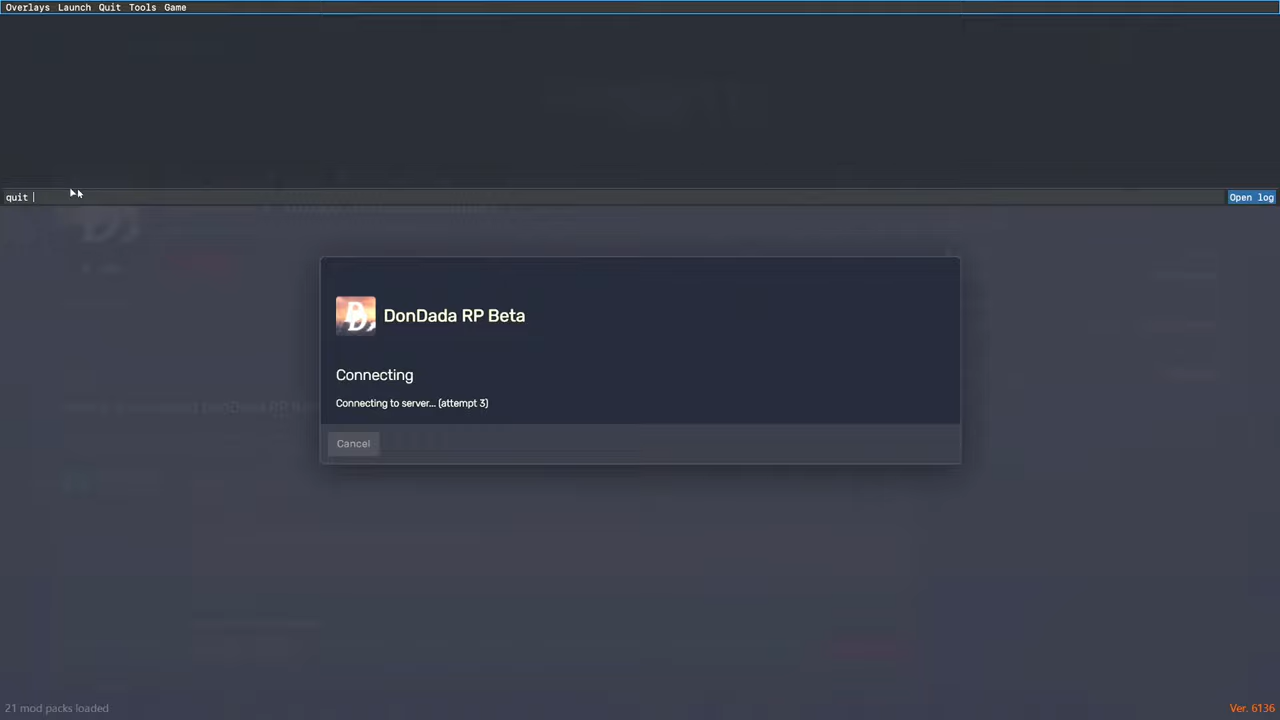 Overlays Launch Quit Tools Game
quit
Open log
DonDada RP Beta
Connecting
Connecting to server... (attempt 3)
Cancel
21 mod packs loaded
Ver. 6136